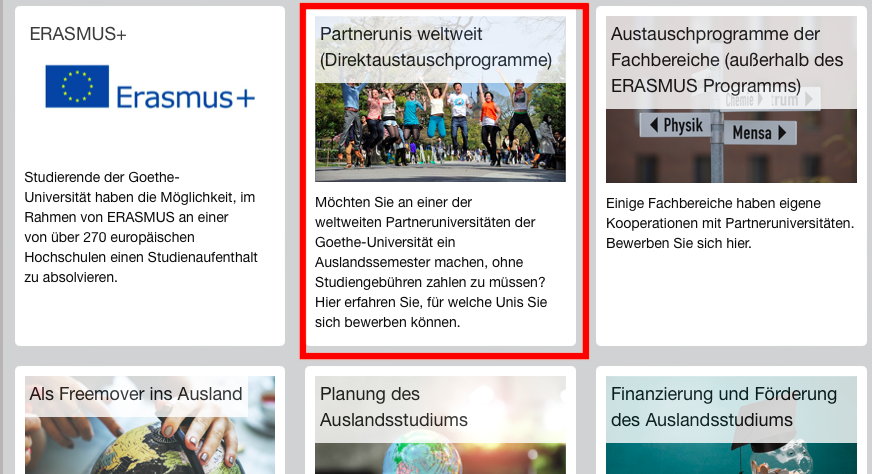 ERASMUS+
Erasmus+
Studierende der Goethe-
Universität haben die Möglichkeit, im
Rahmen von ERASMUS an einer
von über 270 europäischen
Hochschulen einen Studienaufenthalt
zu absolvieren.
Partnerunis weltweit
(Direktaustauschprogramme)
Möchten Sie an einer der
weltweiten Partneruniversitäten der
Goethe-Universität ein
Auslandssemester machen, ohne
Studiengebühren zahlen zu müssen?
Hier erfahren Sie, für welche Unis Sie
sich bewerben können.
Austauschprogramme der
Fachbereiche (außerhalb des
ERASMUS Programms)
Chemie
Physik
Mensa
Einige Fachbereiche haben eigene
Kooperationen mit Partneruniversitäten.
Bewerben Sie sich hier.
Als Freemover ins Ausland
Planung des
Auslandsstudiums
Finanzierung und Förderung
des Auslandsstudiums